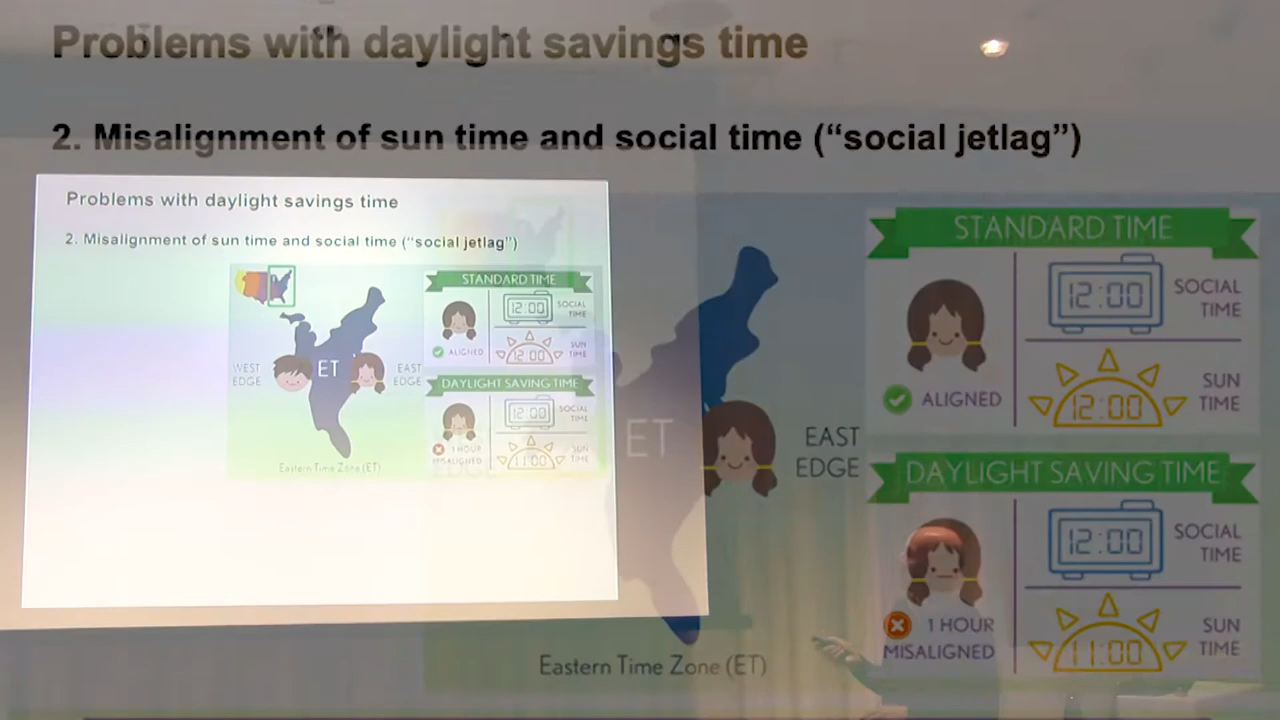 Problems with daylight savings time
2. Misalignment of sun time and social time (“social jetlag”)
Problems with daylight savings time
2. Misalignment of sun time and social time (“social jetlag”)
WEST
EDGE
ET
EAST
EDGE
Eastern Time Zone (ET)
STANDARD TIME
12:00
SOCIAL
TIME
ALIGNED
12:00
SUN
TIME
DAYLIGHT SAVING TIME
12:00
SOCIAL
TIME
1 HOUR
MISALIGNED
11:00
SUN
TIME
ET
EAST
EDGE
Eastern Time Zone (ET)
STANDARD TIME
12:00
SOCIAL
TIME
ALIGNED
12:00
SUN
TIME
DAYLIGHT SAVING TIME
12:00
SOCIAL
TIME
1 HOUR
MISALIGNED
11:00
SUN
TIME